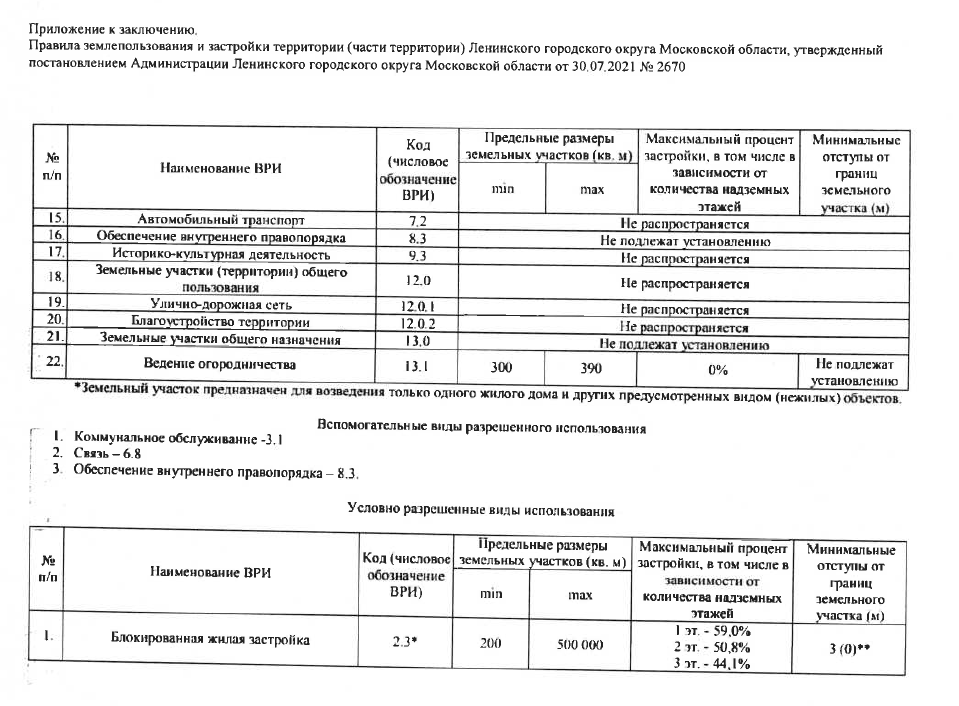 Приложение к заключению.
Правила землепользования и застройки территории (части территории) Ленинского городского округа Московской области, утвержденный
постановлением Администрации Ленинского городского округа Московской области от 30.07.2021 № 2670
№ п/п | Наименование ВРИ | Код (числовое обозначение ВРИ) | Предельные размеры земельных участков (кв. м) min | max | Максимальный процент застройки, в том числе в зависимости от количества надземных этажей | Минимальные отступы от границ земельного участка (м)
15. | Автомобильный транспорт | 7.2 | Не распространяется
16. | Обеспечение внутреннего правопорядка | 8.3 | Не подлежат установлению
17. | Историко-культурная деятельность | 9.3 | Не распространяется
18. | Земельные участки (территории) общего пользования | 12.0 | Не распространяется
19. | Улично-дорожная сеть | 12.0.1 | Не распространяется
20. | Благоустройство территории | 12.0.2 | Не распространяется
21. | Земельные участки общего назначения | 13.0 | Не подлежат установлению
22. | Ведение огородничества | 13.1 | 300 | 390 | 0% | Не подлежат установлению
*Земельный участок предназначен для возведения только одного жилого дома и других предусмотренных видом (нежилых) объектов.
Вспомогательные виды разрешенного использования
1. Коммунальное обслуживание -3.1
2. Связь – 6.8
3. Обеспечение внутреннего правопорядка – 8.3.
Условно разрешенные виды использования
№ п/п | Наименование ВРИ | Код (числовое обозначение ВРИ) | Предельные размеры земельных участков (кв. м) min | max | Максимальный процент застройки, в том числе в зависимости от количества надземных этажей | Минимальные отступы от границ земельного участка (м)
1. | Блокированная жилая застройка | 2.3* | 200 | 500 000 | 1 эт. - 59,0% 2 эт. - 50,8% 3 эт. - 44,1% | 3 (0)**